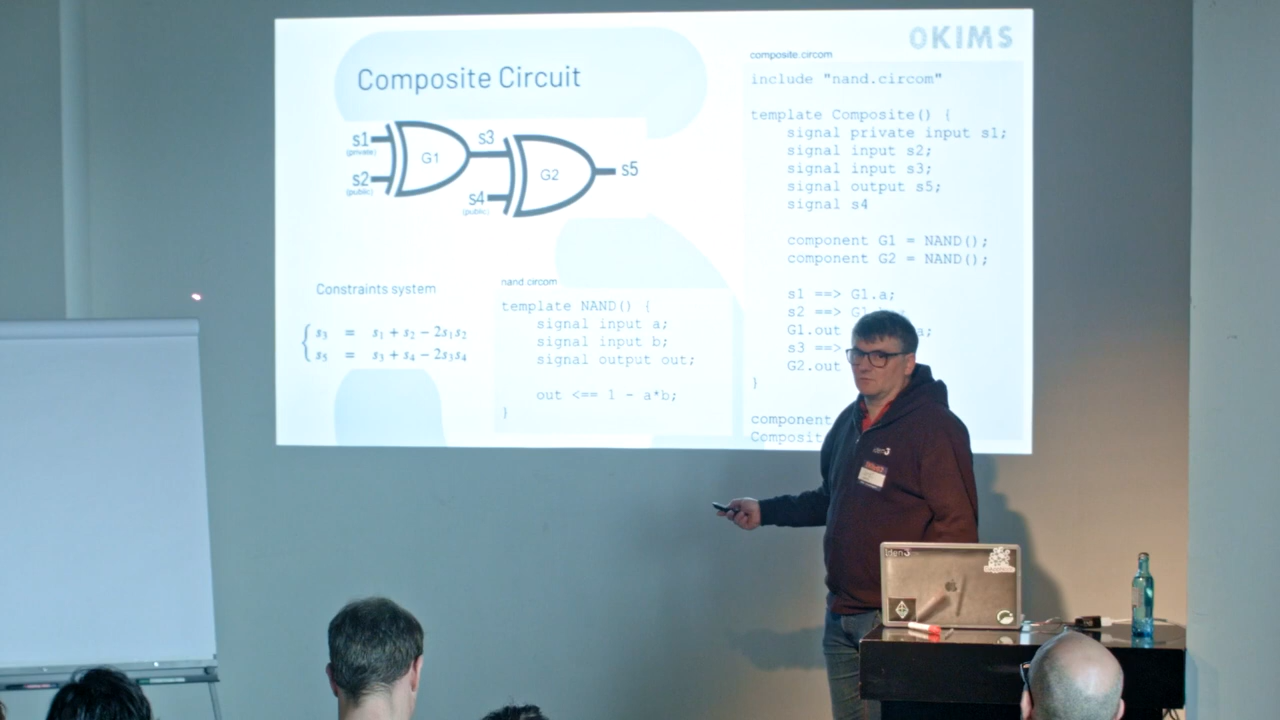 0KIMS
Composite Circuit
s1
(private)
s2
(public)
G1
s3
s4
(public)
G2
s5
Constraints system
s3 = s1 + s2 − 2s1s2
s5 = s3 + s4 − 2s3s4
nand.circom
template NAND() {
signal input a;
signal input b;
signal output out;
out <== 1 - a*b;
}
composite.circom
include "nand.circom"
template Composite() {
signal private input s1;
signal input s2;
signal input s3;
signal output s5;
signal s4
component G1 = NAND();
component G2 = NAND();
s1 ==> G1.a;
s2 ==>
G1.out a;
s3 ==>
G2.out
}
component
Composit
iden3